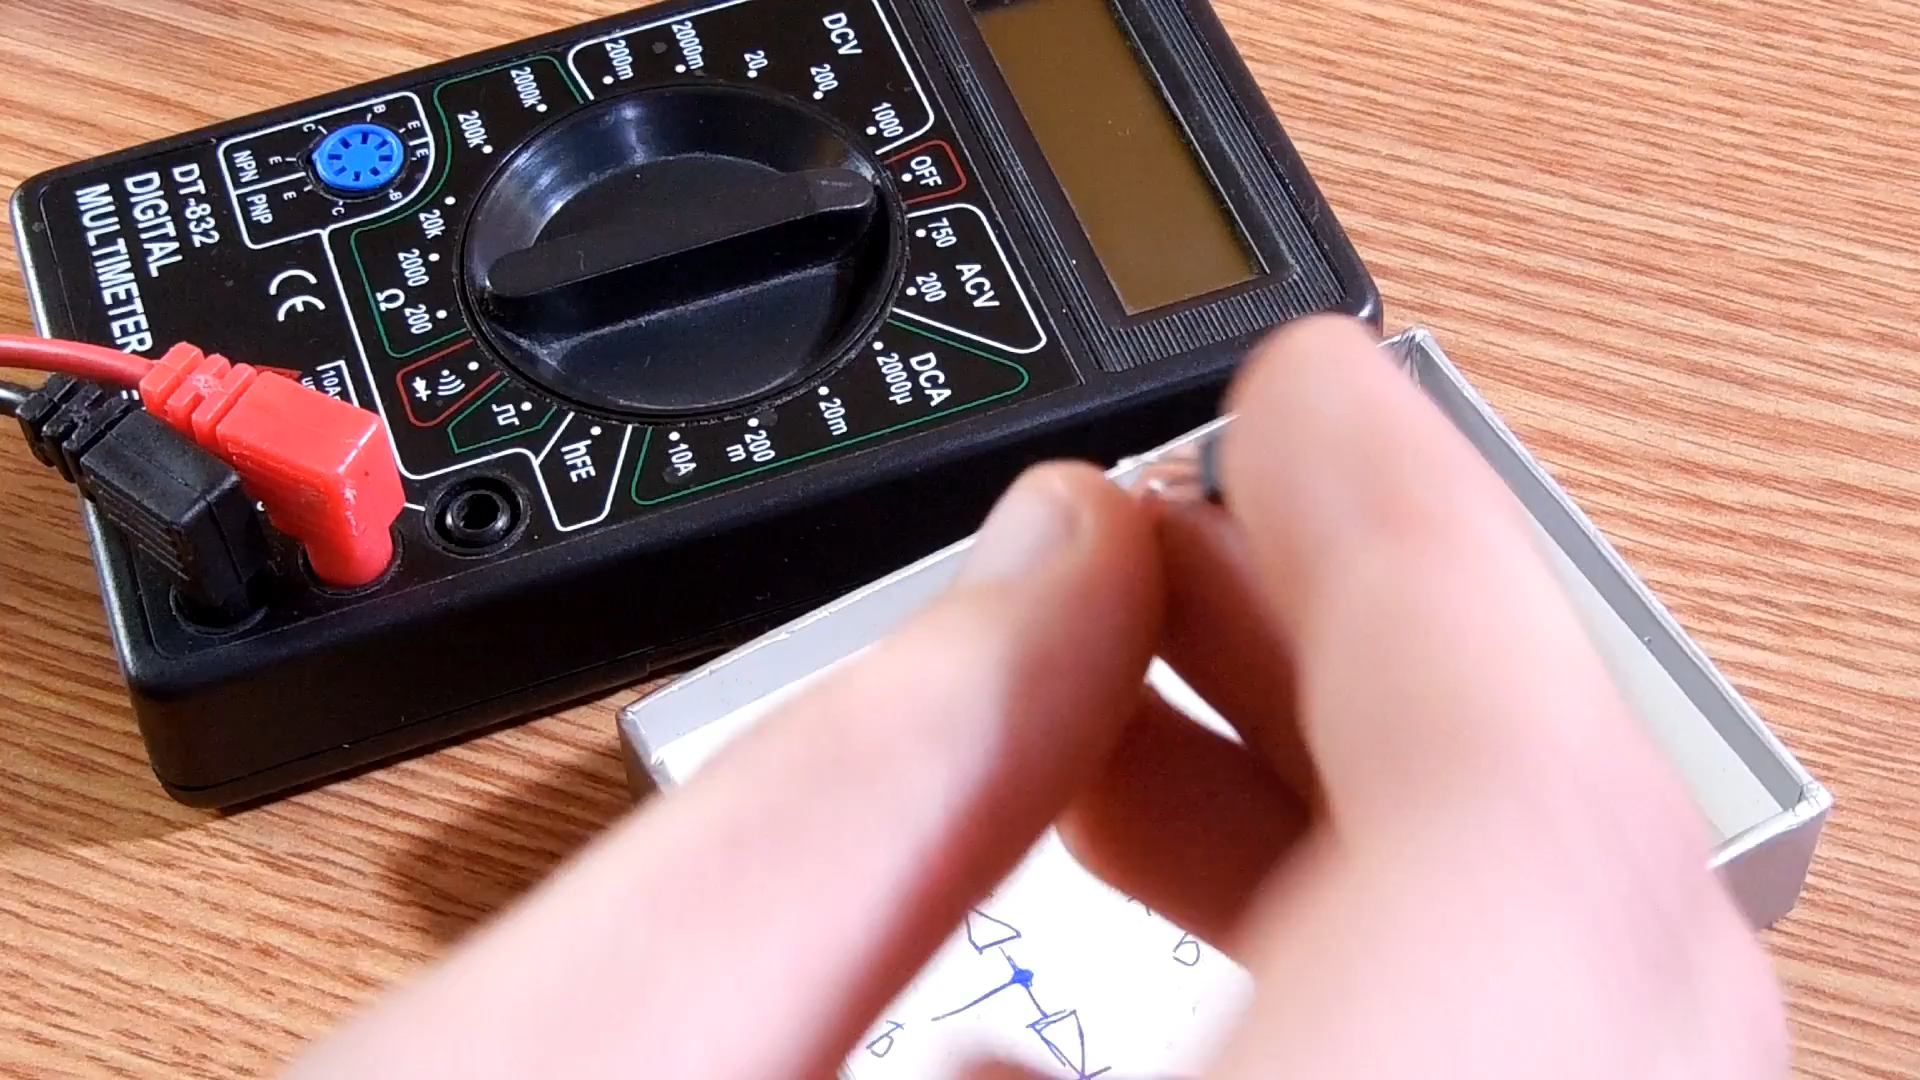 DT-832
DIGITAL
MULTIMETER
NPN
PNP
C
B
E
E
E
E
B
C
CE
DCV
200m
2000m
20
200
1000
OFF
750
200
ACV
DCA
2000µ
20m
200
m
10A
hFE
200
2000
20k
200k
2000k
Ω
10A
b
b